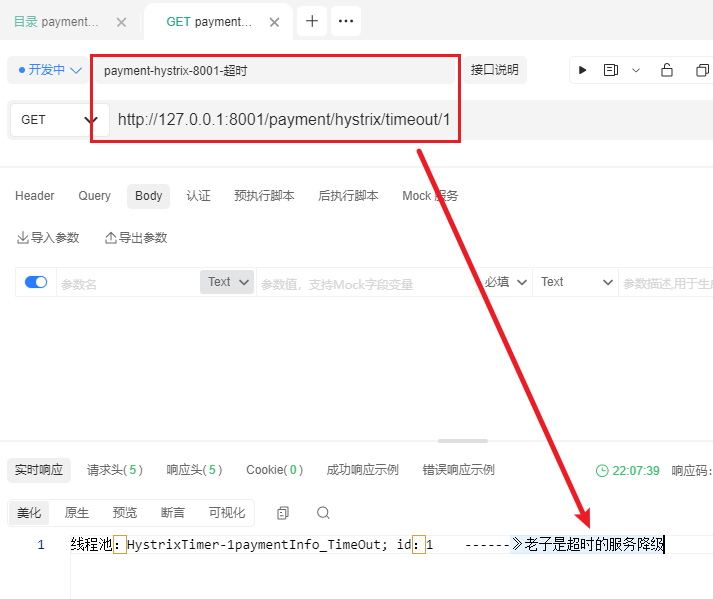 目录 paymen...
GET payment...
开发中
payment-hystrix-8001-超时
接口说明
GET
http://127.0.0.1:8001/payment/hystrix/timeout/1
Header Query Body 认证 预执行脚本 后执行脚本 Mock 服务
导入参数 导出参数
参数名 Text 参数值，支持Mock字段变量 必填 Text 参数描述,用于生
实时响应 请求头(5) 响应头(5) Cookie(0) 成功响应示例 错误响应示例 22:07:39 响应码:
美化 原生 预览 断言 可视化
1 线程池：HystrixTimer-1paymentInfo_TimeOut; id：1 ------》老子是超时的服务降级